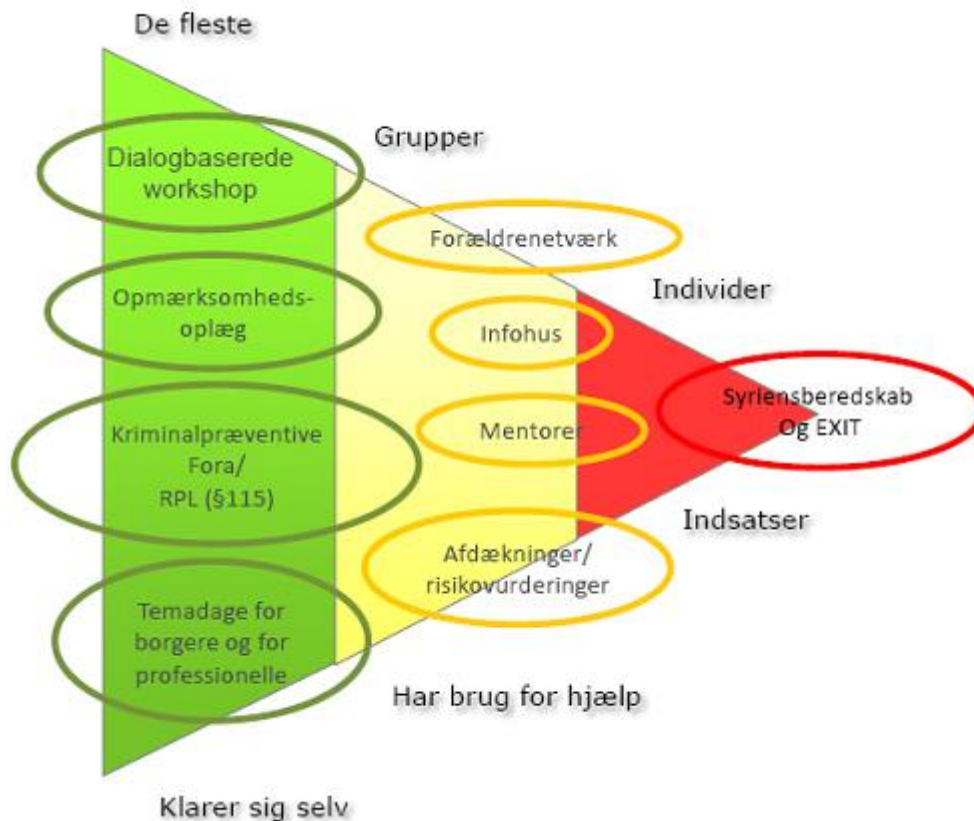 De fleste
Dialogbaserede
workshop
Opmærksomheds-
oplæg
Kriminalpræventive
Fora/
RPL (§115)
Temadage for
borgere og for
professionelle
Klarer sig selv
Grupper
Forældrenetværk
Infohus
Mentorer
Afdækninger/
risikovurderinger
Har brug for hjælp
Individer
Syriensberedskab
Og EXIT
Indsatser